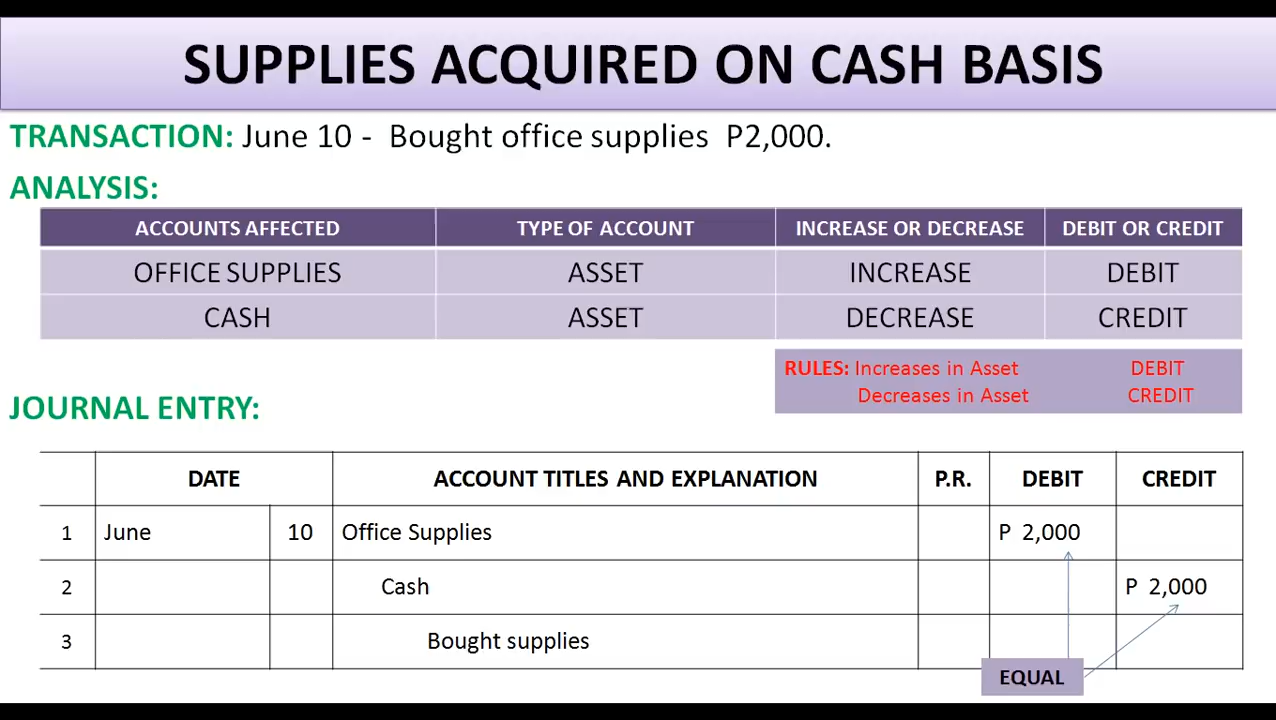 SUPPLIES ACQUIRED ON CASH BASIS
TRANSACTION: June 10 - Bought office supplies P2,000.
ANALYSIS:
ACCOUNTS AFFECTED TYPE OF ACCOUNT INCREASE OR DECREASE DEBIT OR CREDIT
OFFICE SUPPLIES ASSET INCREASE DEBIT
CASH ASSET DECREASE CREDIT
RULES: Increases in Asset DEBIT
Decreases in Asset CREDIT
JOURNAL ENTRY:
DATE ACCOUNT TITLES AND EXPLANATION P.R. DEBIT CREDIT
1 June 10 Office Supplies P 2,000
2 Cash P 2,000
3 Bought supplies
EQUAL